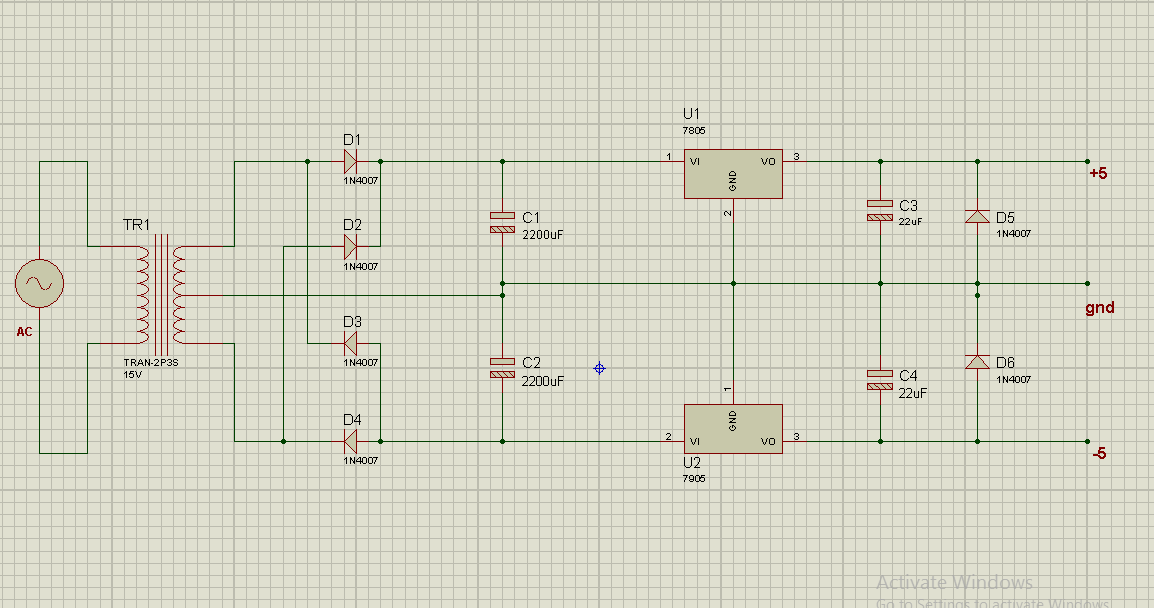 U1
7805
1
VI
VO
3
GND
2
D1
1N4007
D2
1N4007
TR1
C1
2200uF
C3
22uF
D5
1N4007
+5
gnd
AC
TRAN-2P3S
15V
D3
1N4007
C2
2200uF
C4
22uF
D6
1N4007
D4
1N4007
1
GND
2
VI
VO
3
-5
U2
7905
Activate Windows
Go to Settings to activate Windows.